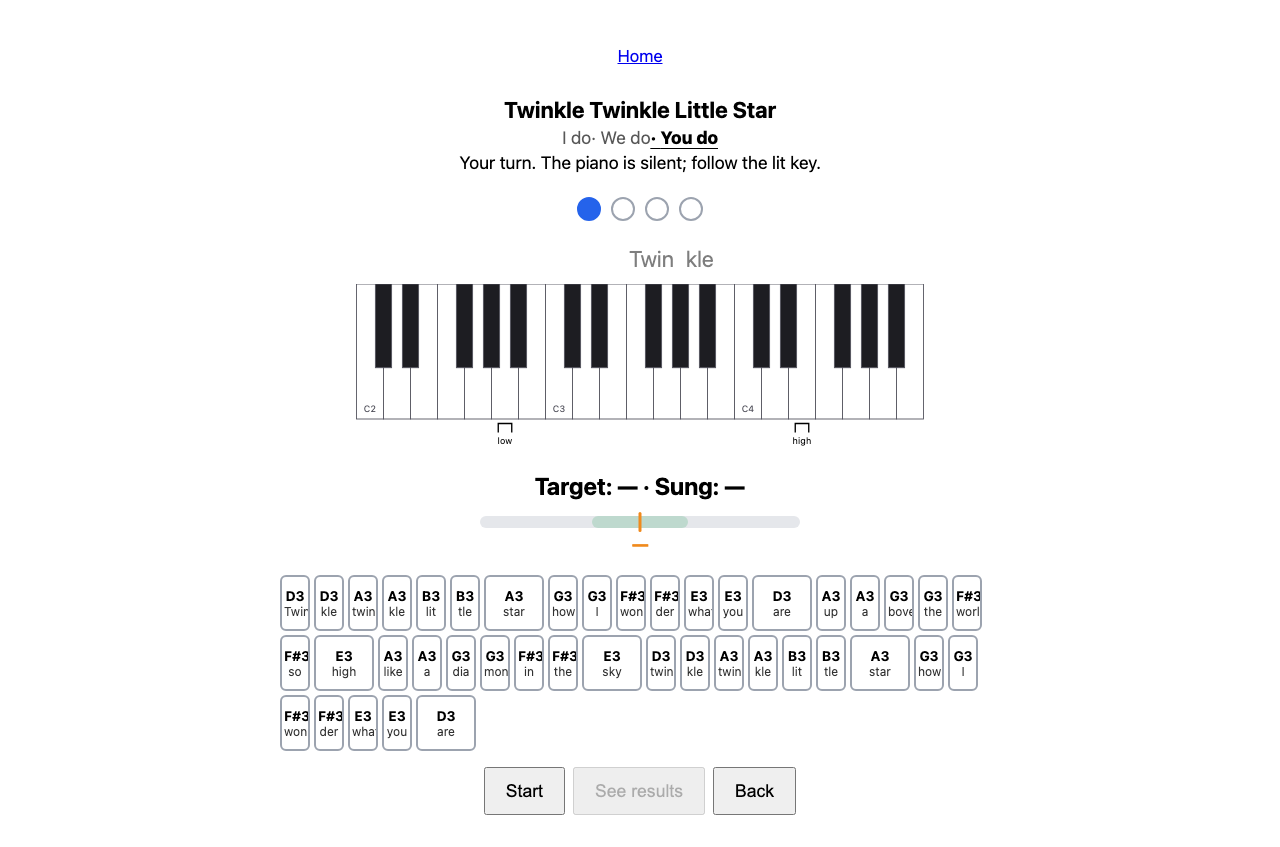 Home
Twinkle Twinkle Little Star
I do· We do· You do
Your turn. The piano is silent; follow the lit key.
Twin kle
C2 C3 C4
low high
Target: — · Sung: —
—
D3 D3 A3 A3 B3 B3 A3 G3 G3 F#3 F#3 E3 E3 D3 A3 A3 G3 G3 F#3
Twin kle twin kle lit tle star how I won der what you are up a bove the worl
F#3 E3 A3 A3 G3 G3 F#3 F#3 E3 D3 D3 A3 A3 B3 B3 A3 G3 G3
so high like a dia mon in the sky twin kle twin kle lit tle star how I
F#3 F#3 E3 E3 D3
won der what you are
Start See results Back